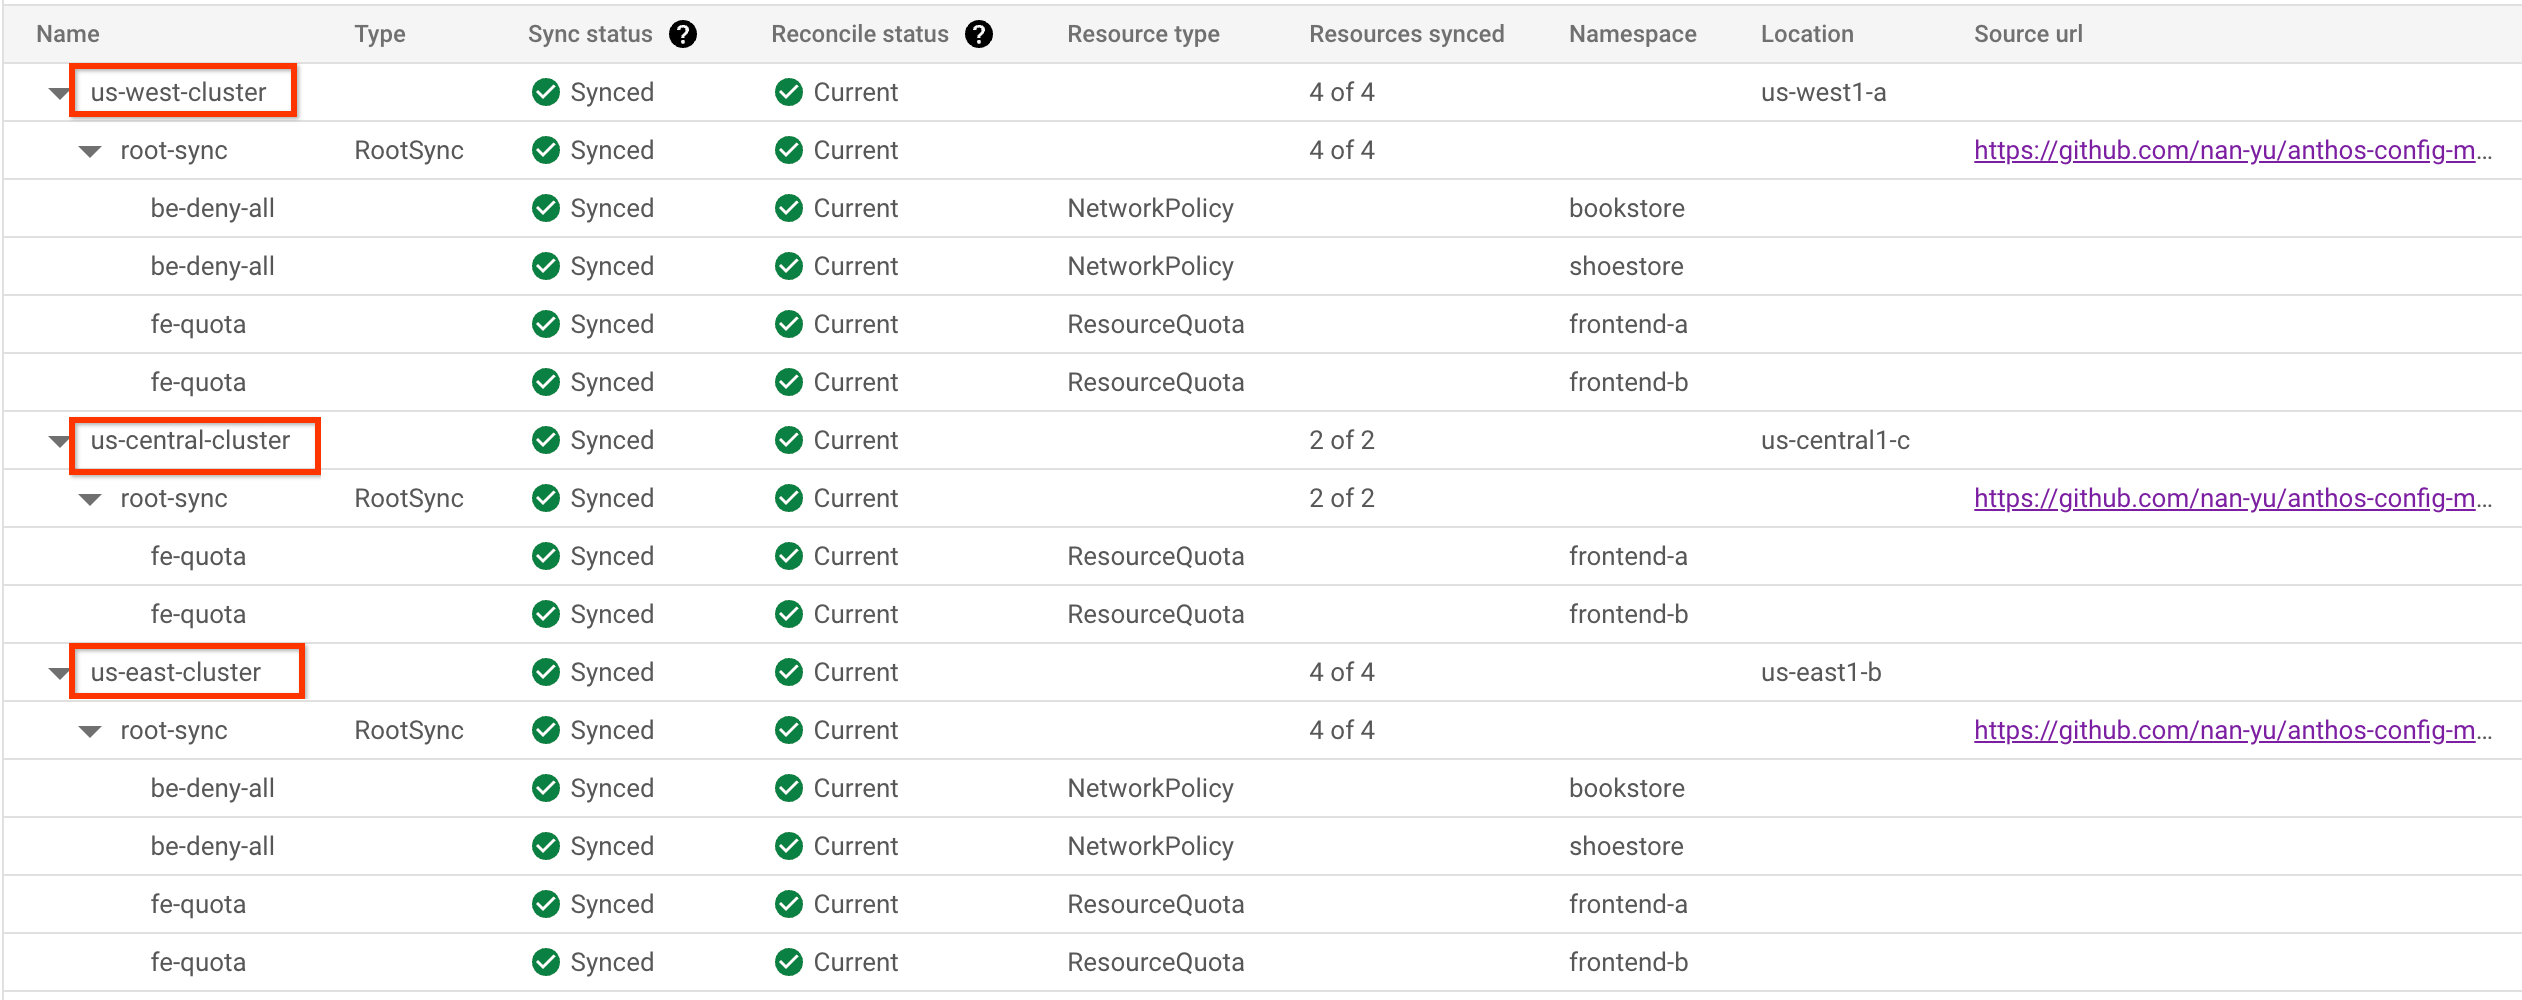 Name Type Sync status ? Reconcile status ? Resource type Resources synced Namespace Location Source url
us-west-cluster Synced Current 4 of 4 us-west1-a
root-sync RootSync Synced Current 4 of 4 https://github.com/nan-yu/anthos-config-m...
be-deny-all Synced Current NetworkPolicy bookstore
be-deny-all Synced Current NetworkPolicy shoestore
fe-quota Synced Current ResourceQuota frontend-a
fe-quota Synced Current ResourceQuota frontend-b
us-central-cluster Synced Current 2 of 2 us-central1-c
root-sync RootSync Synced Current 2 of 2 https://github.com/nan-yu/anthos-config-m...
fe-quota Synced Current ResourceQuota frontend-a
fe-quota Synced Current ResourceQuota frontend-b
us-east-cluster Synced Current 4 of 4 us-east1-b
root-sync RootSync Synced Current 4 of 4 https://github.com/nan-yu/anthos-config-m...
be-deny-all Synced Current NetworkPolicy bookstore
be-deny-all Synced Current NetworkPolicy shoestore
fe-quota Synced Current ResourceQuota frontend-a
fe-quota Synced Current ResourceQuota frontend-b